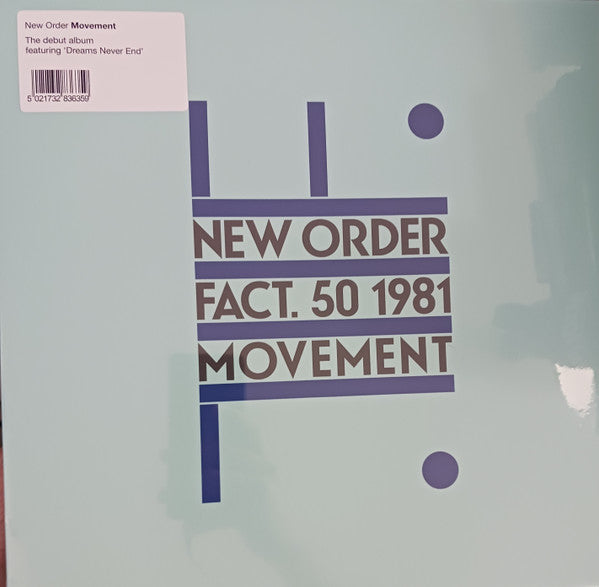 New Order Movement
The debut album
featuring 'Dreams Never End'
5 021732 836359
NEW ORDER
FACT. 50 1981
MOVEMENT